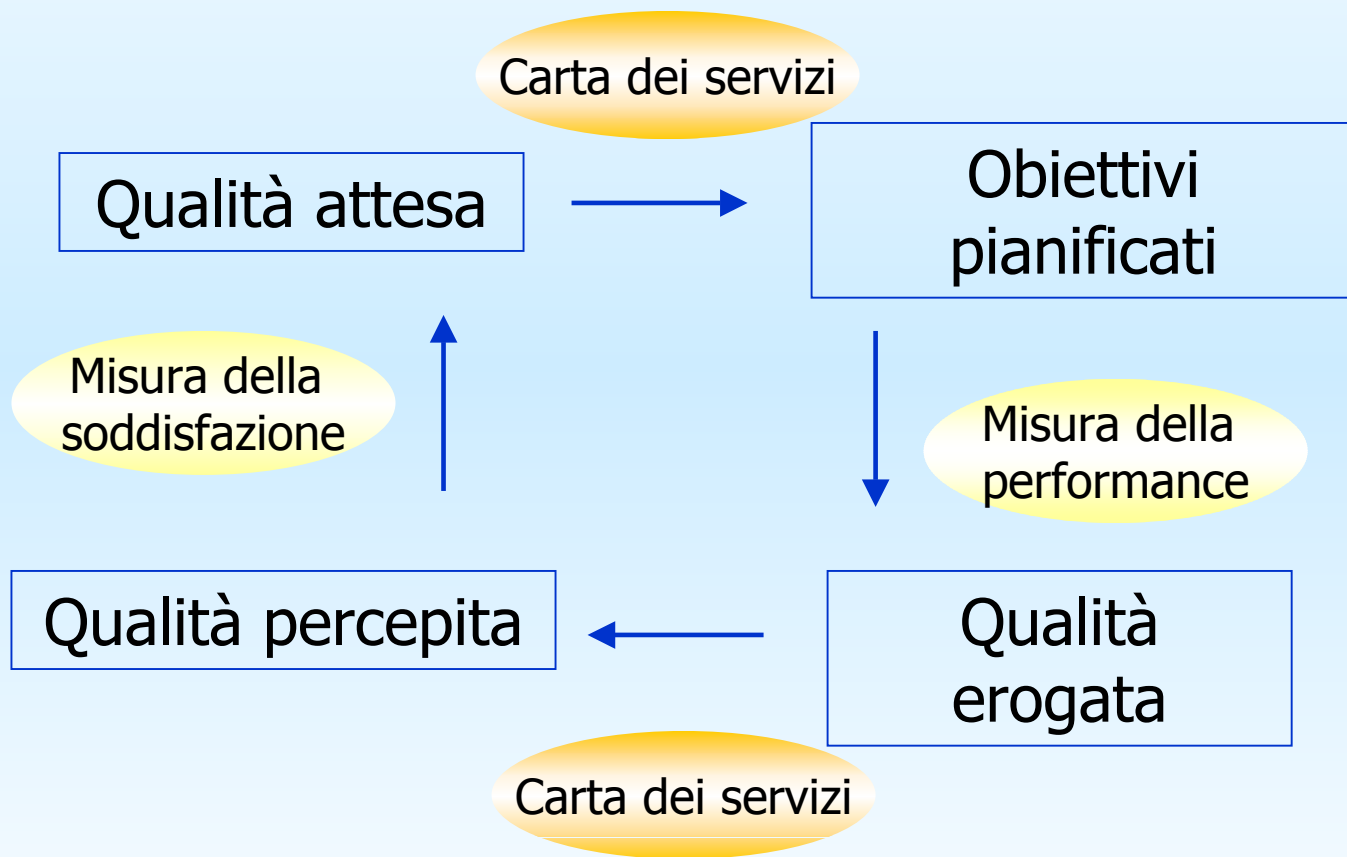 Carta dei servizi
Qualità attesa
Obiettivi
pianificati
Misura della
soddisfazione
Misura della
performance
Qualità percepita
Qualità
erogata
Carta dei servizi